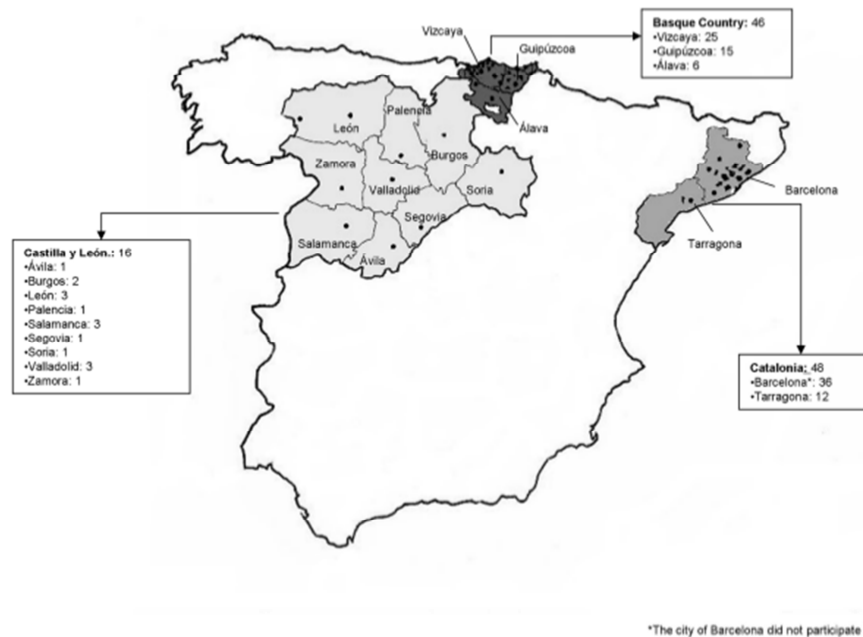 Basque Country: 46
•Vizcaya: 25
•Guipúzcoa: 15
•Álava: 6
Vizcaya
Guipúzcoa
Álava
Palencia
León
Burgos
Zamora
Valladolid
Soria
Segovia
Salamanca
Ávila
Barcelona
Tarragona
Castilla y León.: 16
•Ávila: 1
•Burgos: 2
•León: 3
•Palencia: 1
•Salamanca: 3
•Segovia: 1
•Soria: 1
•Valladolid: 3
•Zamora: 1
Catalonia: 48
•Barcelona*: 36
•Tarragona: 12
*The city of Barcelona did not participate